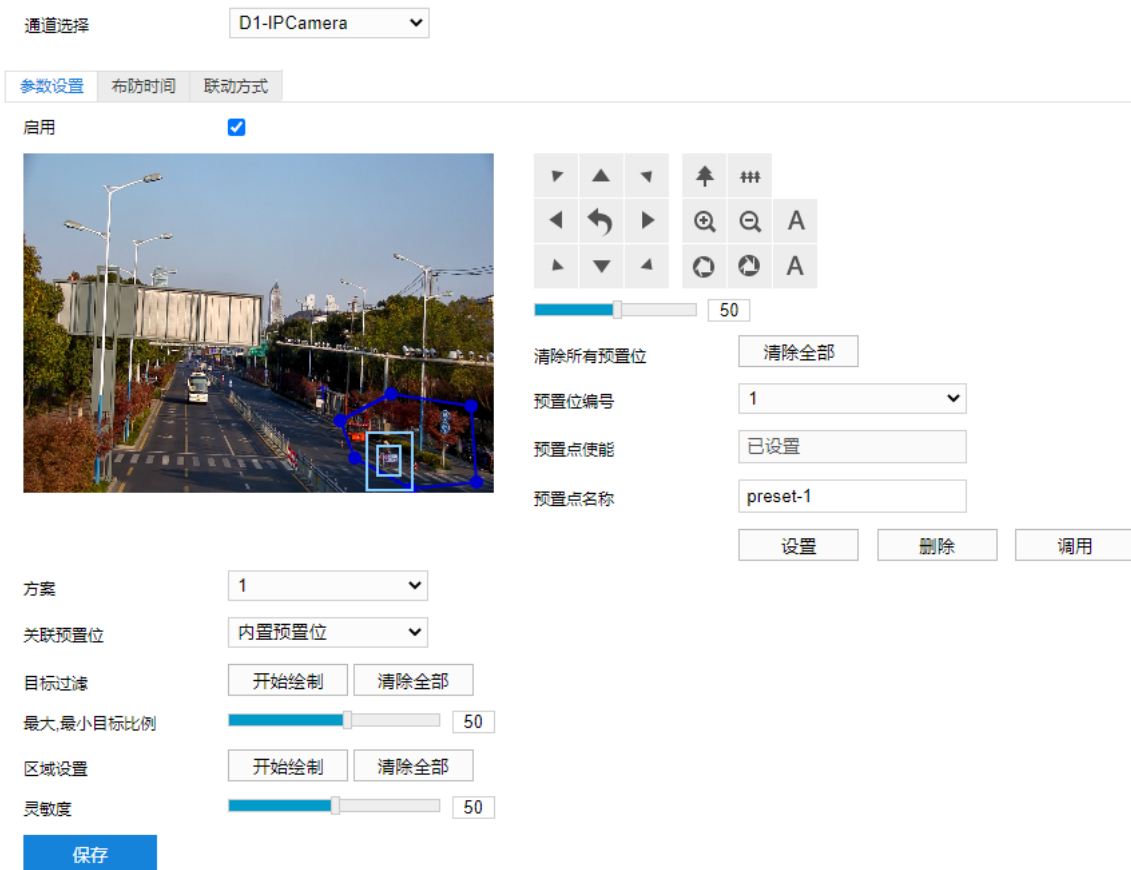 通道选择 D1-IPCamera
参数设置 布防时间 联动方式
启用
A
A
50
清除所有预置位 清除全部
预置位编号 1
预置点使能 已设置
预置点名称 preset-1
设置 删除 调用
方案 1
关联预置位 内置预置位
目标过滤 开始绘制 清除全部
最大,最小目标比例 50
区域设置 开始绘制 清除全部
灵敏度 50
保存